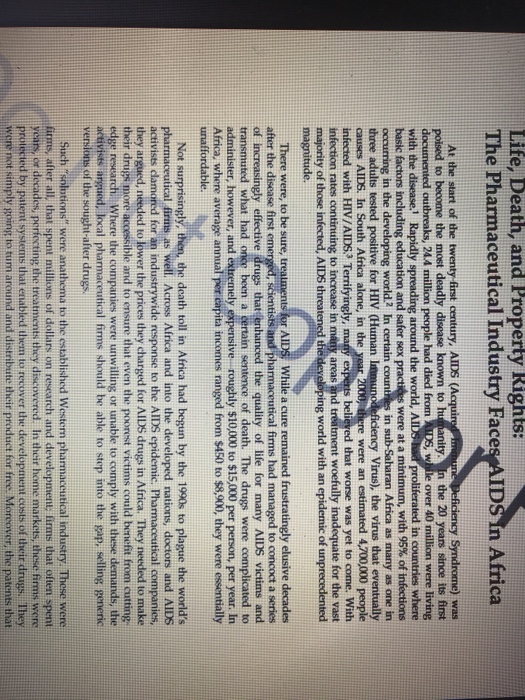 Life, Death, and Property Rights:
The Pharmaceutical Industry Faces AIDS in Africa
At the start of the twenty-first century, AIDS (Acquired Immune Deficiency Syndrome) was
poised to become the most deadly disease known to humanity. In the 20 years since its first
documented outbreaks, 21.4 million people had died from AIDS, while over 40 million were living
with the disease.1 Rapidly spreading around the world, AIDS had proliferated in countries where
basic factors including education and safer sex practices were at a minimum, with 95% of infections
occurring in the developing world.2 In certain countries in sub-Saharan Africa as many as one in
three adults tested positive for HIV (Human Immunodeficiency Virus), the virus that eventually
causes AIDS. In South Africa alone, in the year 2000, there were an estimated 4,700,000 people
infected with HIV/AIDS.3 Terrifyingly, many experts believed that worse was yet to come. With
infection rates continuing to increase in many areas and treatment woefully inadequate for the vast
majority of those infected, AIDS threatened the developing world with an epidemic of unprecedented
magnitude.
There were, to be sure, treatments for AIDS. While a cure remained frustratingly elusive decades
after the disease first emerged, scientists and pharmaceutical firms had managed to concoct a series
of increasingly effective drugs that enhanced the quality of life for many AIDS victims and
transmuted what had once been a certain sentence of death. The drugs were complicated to
administer, however, and extremely expensive--roughly $10,000 to $15,000 per person, per year. In
Africa, where average annual per capita incomes ranged from $450 to $8,900, they were essentially
unaffordable.
Not surprisingly, then, the death toll in Africa had begun by the 1990s to plague the world's
pharmaceutical firms as well. Across Africa and into the developed nations, doctors and AIDS
activists clamored for an industrywide response to the AIDS epidemic. Pharmaceutical companies,
they argued, needed to lower the prices they charged for AIDS drugs in Africa. They needed to make
their drugs more accessible and to ensure that even the poorest victims could benefit from cutting-
edge research. Where the companies were unwilling or unable to comply with these demands, the
activists argued, local pharmaceutical firms should be able to step into the gap, selling generic
versions of the sought-after drugs.
Such "solutions" were anathema to the established Western pharmaceutical industry. These were
firms, after all, that spent millions of dollars on research and development; firms that often spent
years, or decades, perfecting the treatments they discovered. In their home markets, these firms were
protected by patent systems that enabled them to recover the development costs of their drugs. They
were not simply going to turn around and distribute their product for free. Moreover, the patents that